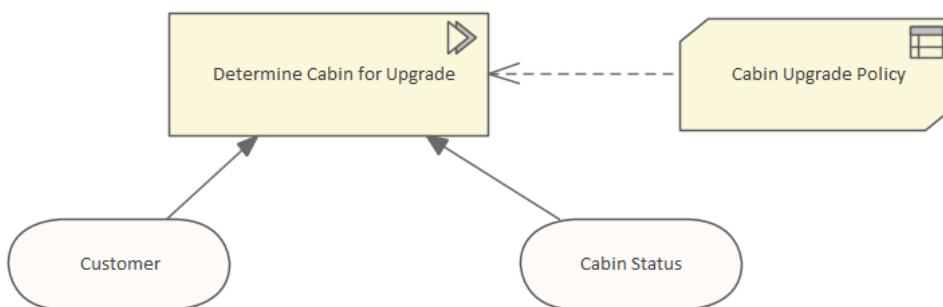 Determine Cabin for Upgrade
Cabin Upgrade Policy
Customer
Cabin Status